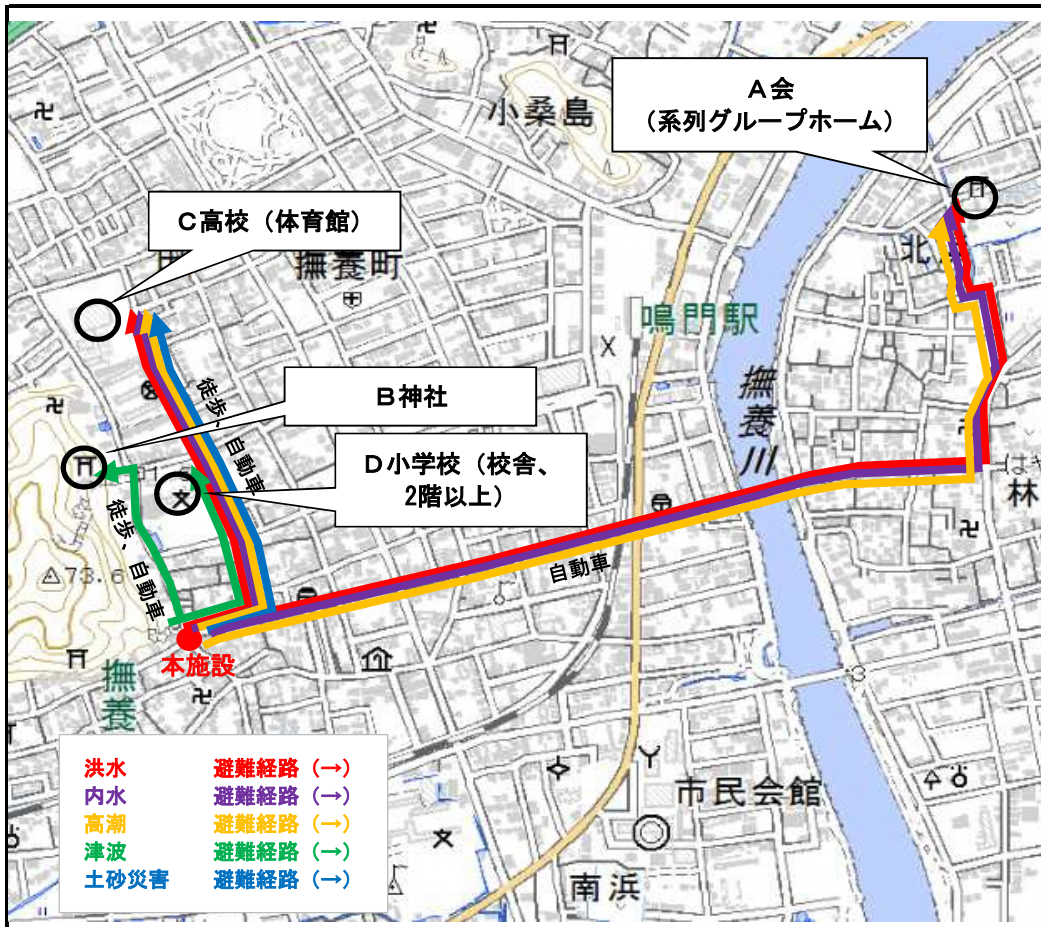 小桑島
A会
（系列グループホーム）
C高校（体育館）
撫養町
鳴門駅
B神社
撫養川
D小学校（校舎、
2階以上）
徒歩、自動車
徒歩、自動車
自動車
73.6
林
本施設
撫養
市民会館
南浜
洪水 避難経路（→）
内水 避難経路（→）
高潮 避難経路（→）
津波 避難経路（→）
土砂災害 避難経路（→）